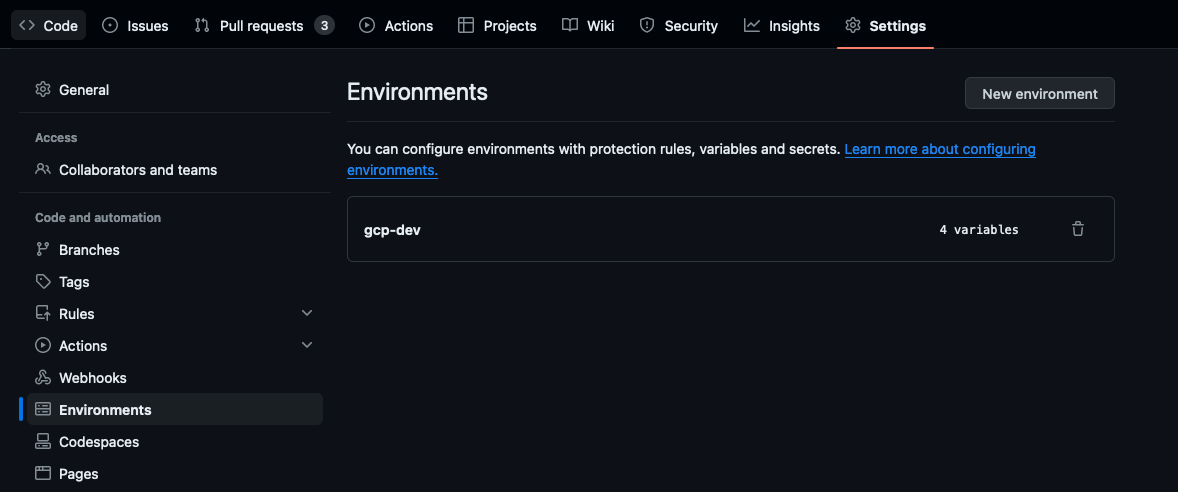 Code
Issues
Pull requests 3
Actions
Projects
Wiki
Security
Insights
Settings
General
Access
Collaborators and teams
Code and automation
Branches
Tags
Rules
Actions
Webhooks
Environments
Codespaces
Pages
Environments
New environment
You can configure environments with protection rules, variables and secrets. Learn more about configuring
environments.
gcp-dev
4 variables